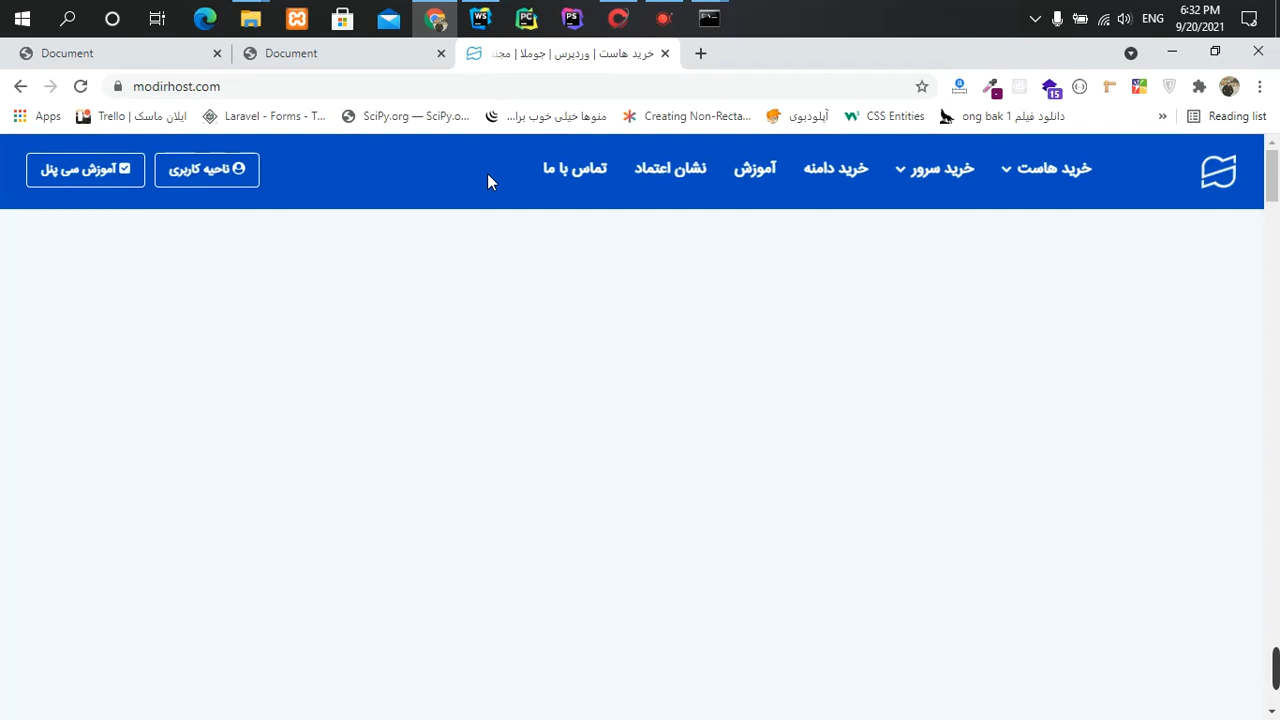 ENG
6:32 PM
9/20/2021
Document
Document
خرید هاست | وردپرس | جوملا | مجند
modirhost.com
15
Apps
Trello | ایلان ماسک
Laravel - Forms - T...
SciPy.org — SciPy.o...
منوها خیلی خوب برا...
Creating Non-Recta...
آپلودبوی
CSS Entities
دانلود فیلم ong bak 1
»
Reading list
خرید هاست
خرید سرور
خرید دامنه
آموزش
نشان اعتماد
تماس با ما
ناحیه کاربری
آموزش سی پنل